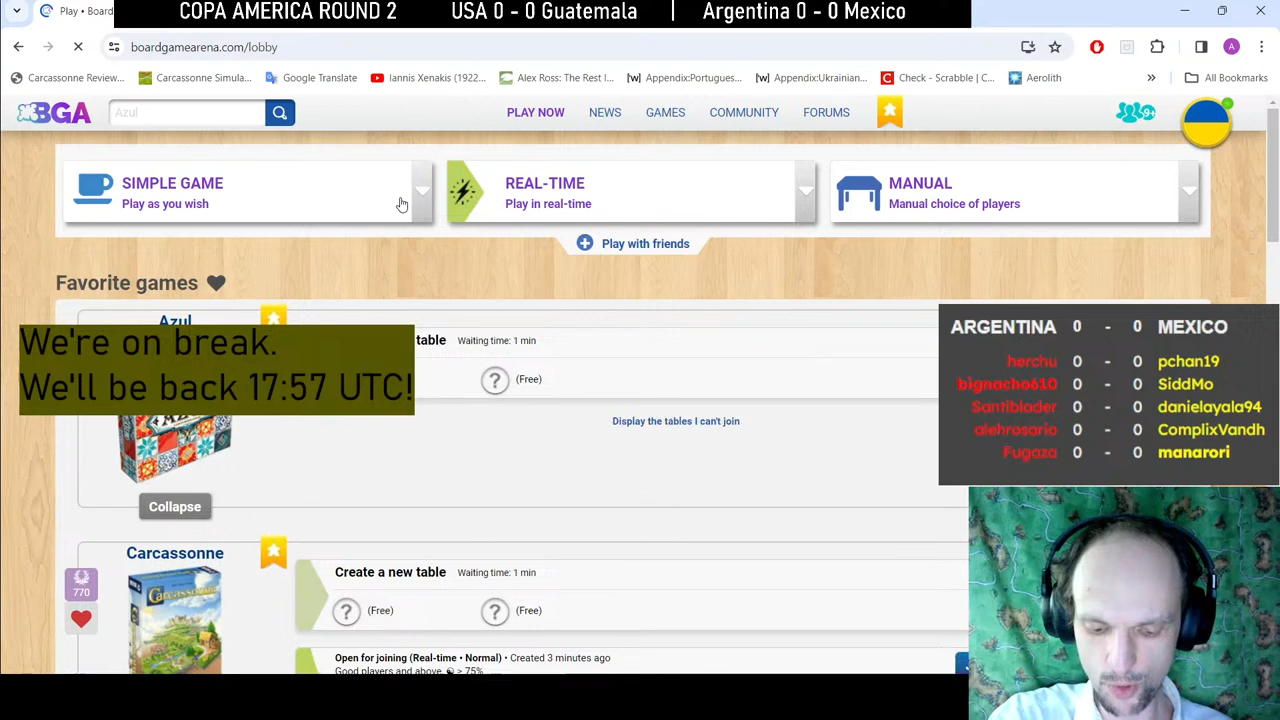 COPA AMERICA ROUND 2 USA 0 - 0 Guatemala | Argentina 0 - 0 Mexico
Play • Board
boardgamearena.com/lobby
A
Carcassonne Review...
Carcassonne Simula...
Google Translate
Iannis Xenakis (1922...
Alex Ross: The Rest I...
[w] Appendix:Portugues...
[w] Appendix:Ukrainian...
C Check - Scrabble | C...
Aerolith
»
All Bookmarks
BGA
Azul
PLAY NOW
NEWS
GAMES
COMMUNITY
FORUMS
9+
SIMPLE GAME
Play as you wish
REAL-TIME
Play in real-time
MANUAL
Manual choice of players
Play with friends
Favorite games
Azul
table Waiting time: 1 min
? (Free)
Display the tables I can't join
We're on break.
We'll be back 17:57 UTC!
Collapse
ARGENTINA 0 - 0 MEXICO
herchu 0 - 0 pchan19
bignacho610 0 - 0 SiddMo
Santiblader 0 - 0 danielayala94
alehrosario 0 - 0 ComplixVandh
Fugaza 0 - 0 manarori
Carcassonne
770
Carcassonne
Create a new table Waiting time: 1 min
? (Free) ? (Free)
Open for joining (Real-time • Normal) • Created 3 minutes ago
Good players and above, ≥ 75%